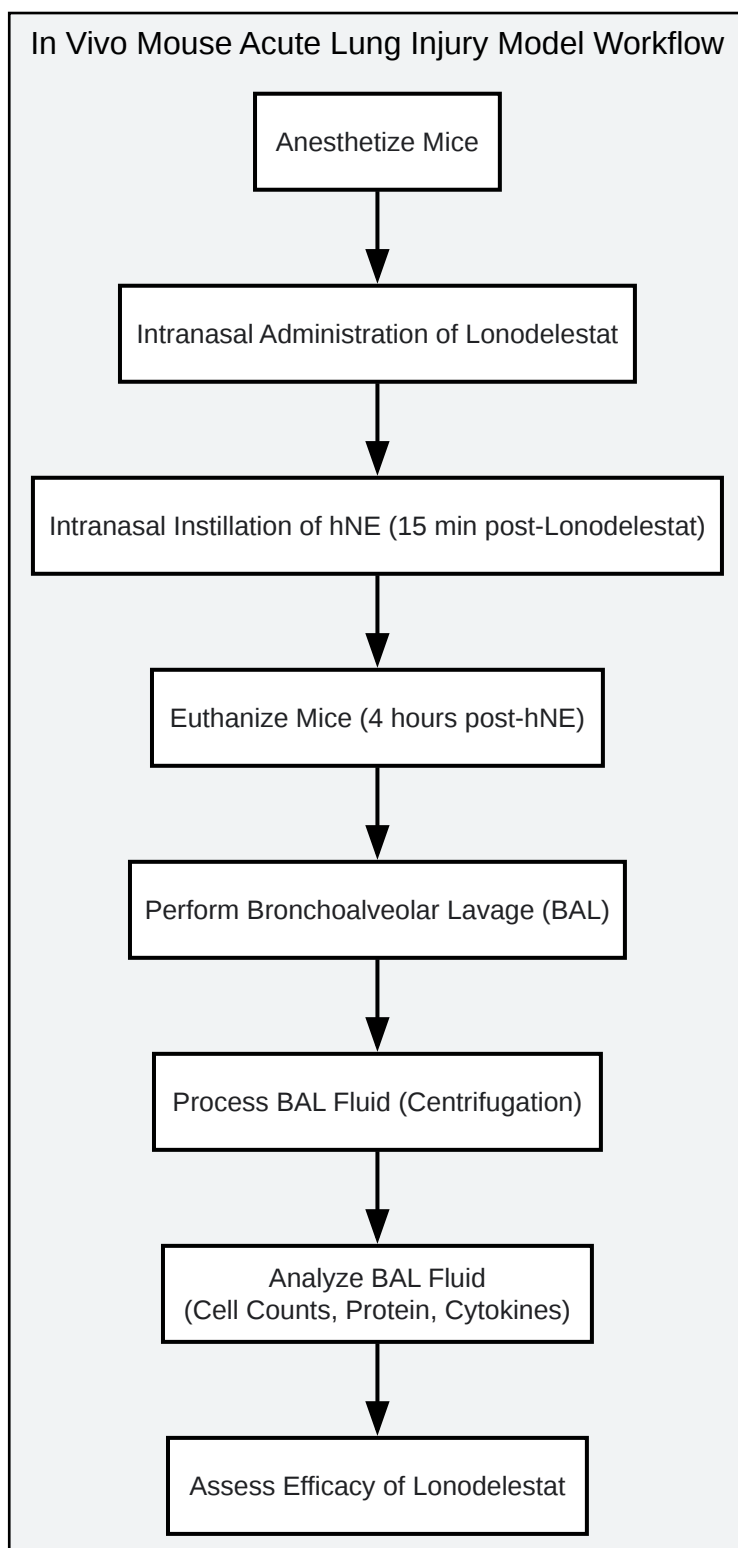 In Vivo Mouse Acute Lung Injury Model Workflow
Anesthetize Mice
Intranasal Administration of Lonodelestat
Intranasal Instillation of hNE (15 min post-Lonodelestat)
Euthanize Mice (4 hours post-hNE)
Perform Bronchoalveolar Lavage (BAL)
Process BAL Fluid (Centrifugation)
Analyze BAL Fluid
(Cell Counts, Protein, Cytokines)
Assess Efficacy of Lonodelestat